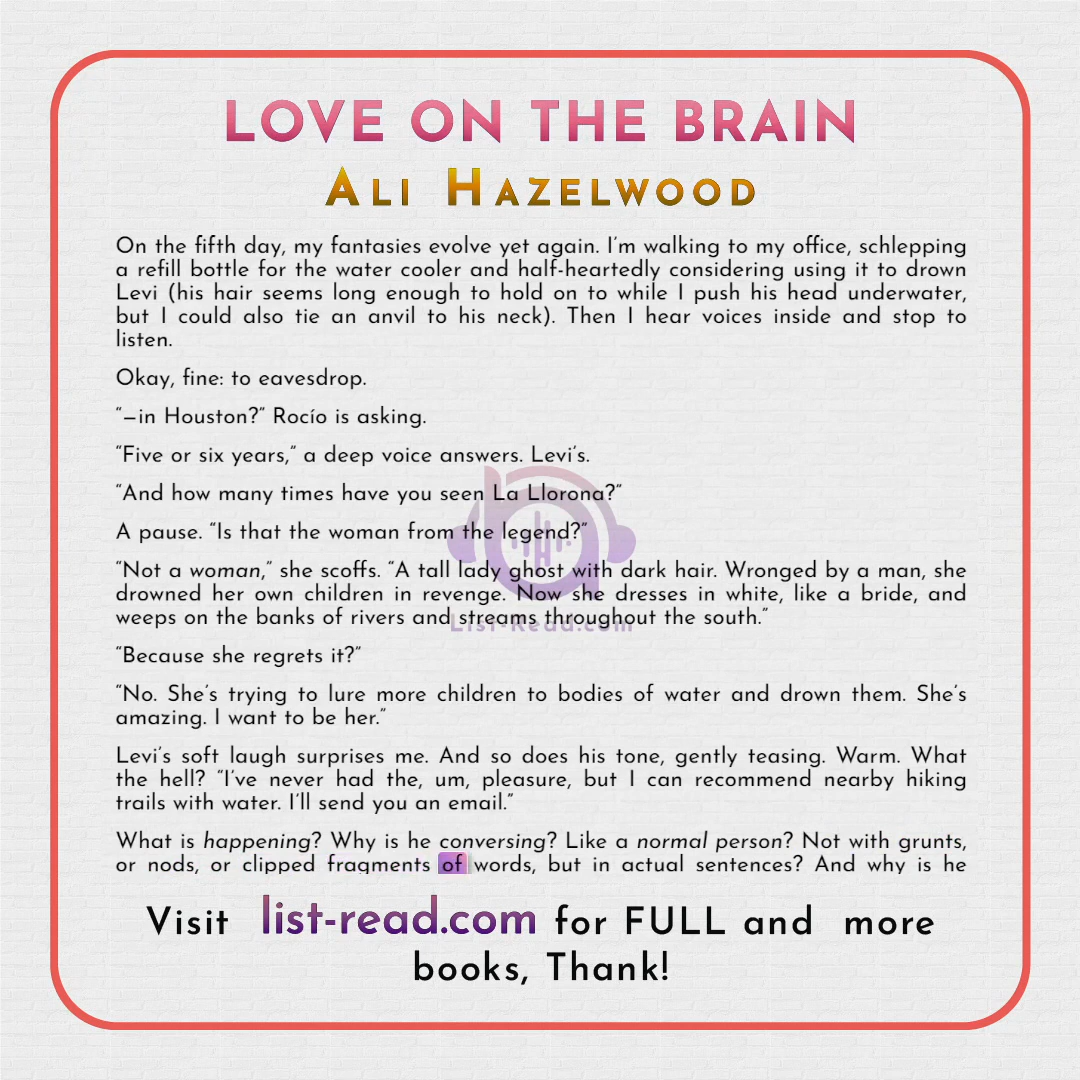 LOVE ON THE BRAIN
ALI HAZELWOOD
On the fifth day, my fantasies evolve yet again. I'm walking to my office, schlepping
a refill bottle for the water cooler and half-heartedly considering using it to drown
Levi (his hair seems long enough to hold on to while I push his head underwater,
but I could also tie an anvil to his neck). Then I hear voices inside and stop to
listen.
Okay, fine: to eavesdrop.
“—in Houston?” Rocío is asking.
“Five or six years,” a deep voice answers. Levi's.
“And how many times have you seen La Llorona?”
A pause. “Is that the woman from the legend?”
“Not a woman,” she scoffs. “A tall lady ghost with dark hair. Wronged by a man, she
drowned her own children in revenge. Now she dresses in white, like a bride, and
weeps on the banks of rivers and streams throughout the south.”
List-Read.com
“Because she regrets it?”
“No. She's trying to lure more children to bodies of water and drown them. She's
amazing. I want to be her.”
Levi's soft laugh surprises me. And so does his tone, gently teasing. Warm. What
the hell? “I've never had the, um, pleasure, but I can recommend nearby hiking
trails with water. I'll send you an email.”
What is happening? Why is he conversing? Like a normal person? Not with grunts,
or nods, or clipped fragments of words, but in actual sentences? And why is he
Visit list-read.com for FULL and more
books, Thank!